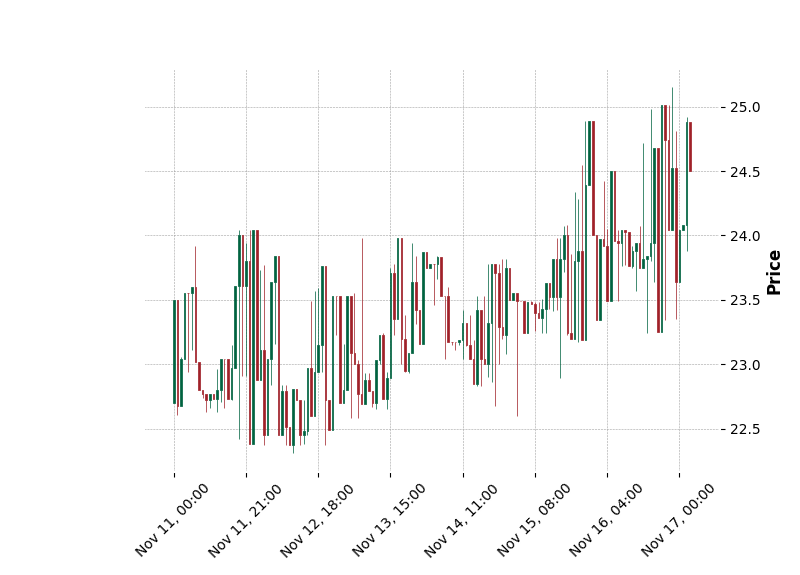 25.0
24.5
24.0
23.5
23.0
22.5
Price
Nov 11, 00:00
Nov 11, 21:00
Nov 12, 18:00
Nov 13, 15:00
Nov 14, 11:00
Nov 15, 08:00
Nov 16, 04:00
Nov 17, 00:00